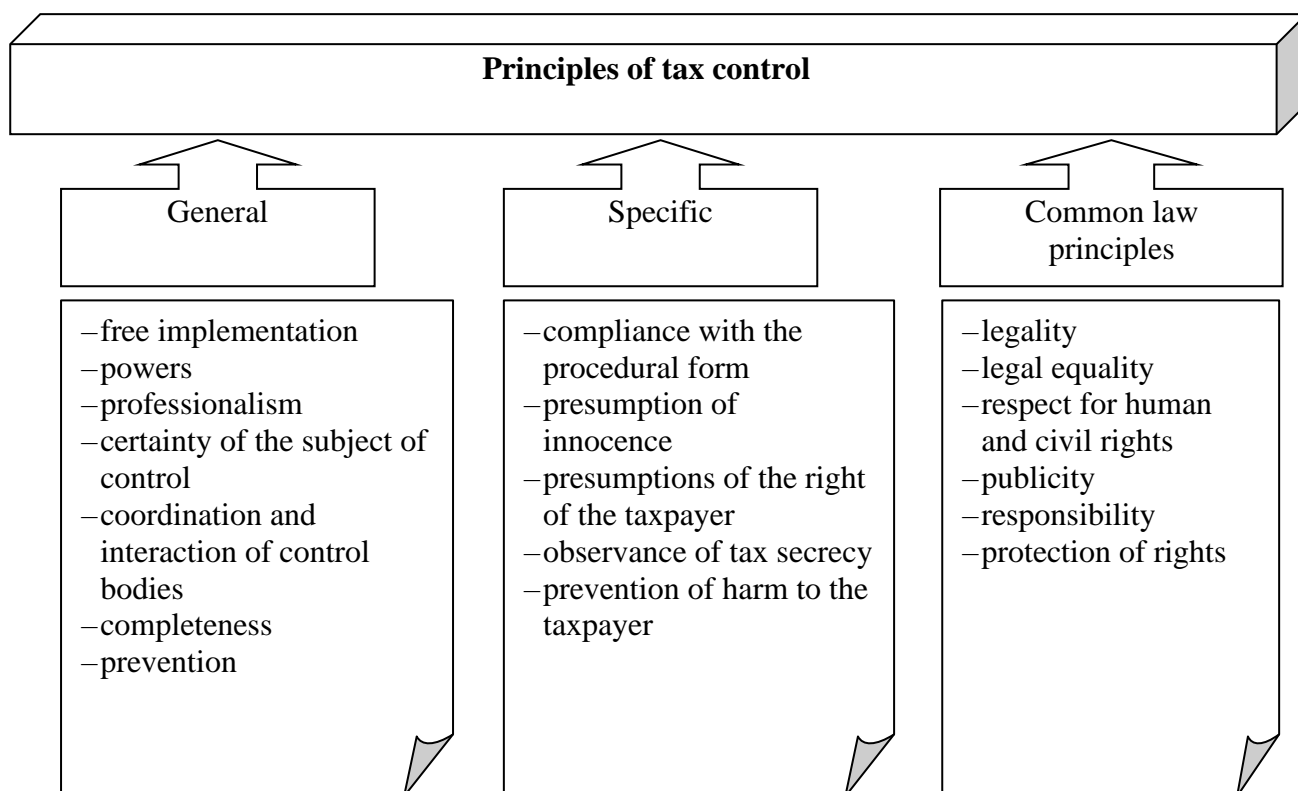 Principles of tax control
General
–free implementation
–powers
–professionalism
–certainty of the subject of
control
–coordination and
interaction of control
bodies
–completeness
–prevention
Specific
–compliance with the
procedural form
–presumption of
innocence
–presumptions of the right
of the taxpayer
–observance of tax secrecy
–prevention of harm to the
taxpayer
Common law
principles
–legality
–legal equality
–respect for human
and civil rights
–publicity
–responsibility
–protection of rights